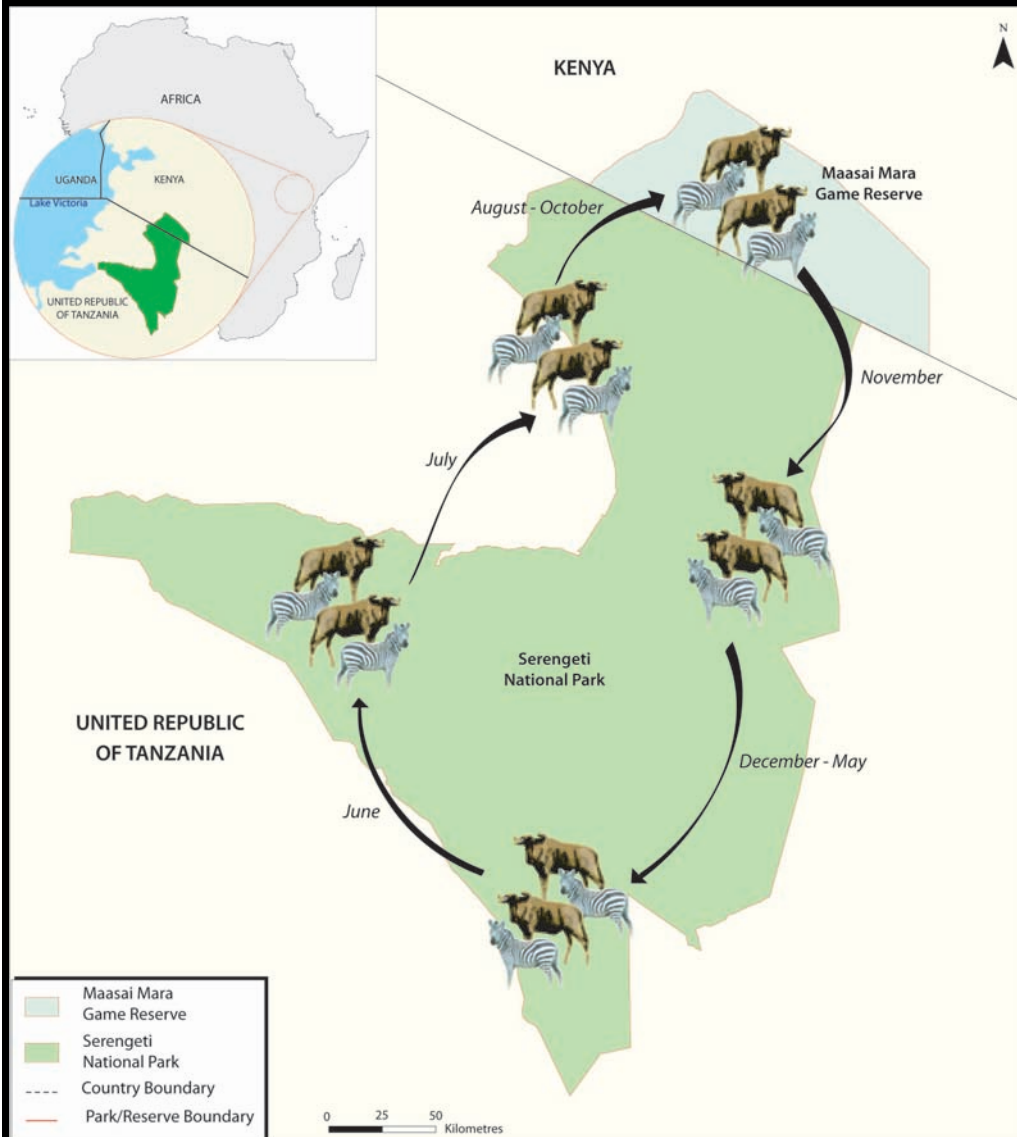 AFRICA
UGANDA
KENYA
Lake Victoria
UNITED REPUBLIC
OF TANZANIA
N
KENYA
Maasai Mara
Game Reserve
August - October
November
July
Serengeti
National Park
UNITED REPUBLIC
OF TANZANIA
December - May
June
Maasai Mara
Game Reserve
Serengeti
National Park
Country Boundary
Park/Reserve Boundary
0 25 50
Kilometres